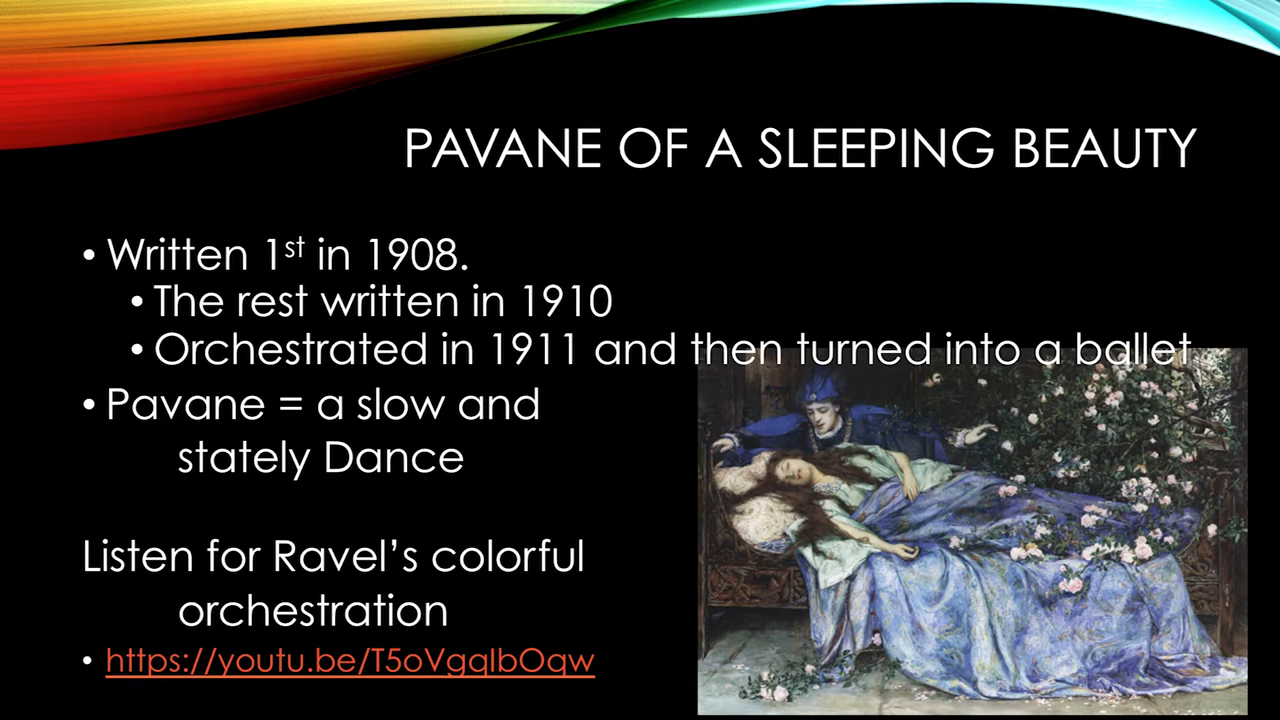 PAVANE OF A SLEEPING BEAUTY
• Written 1st in 1908.
• The rest written in 1910
• Orchestrated in 1911 and then turned into a ballet
• Pavane = a slow and
stately Dance
Listen for Ravel’s colorful
orchestration
• https://youtu.be/T5oVgqIbOqw